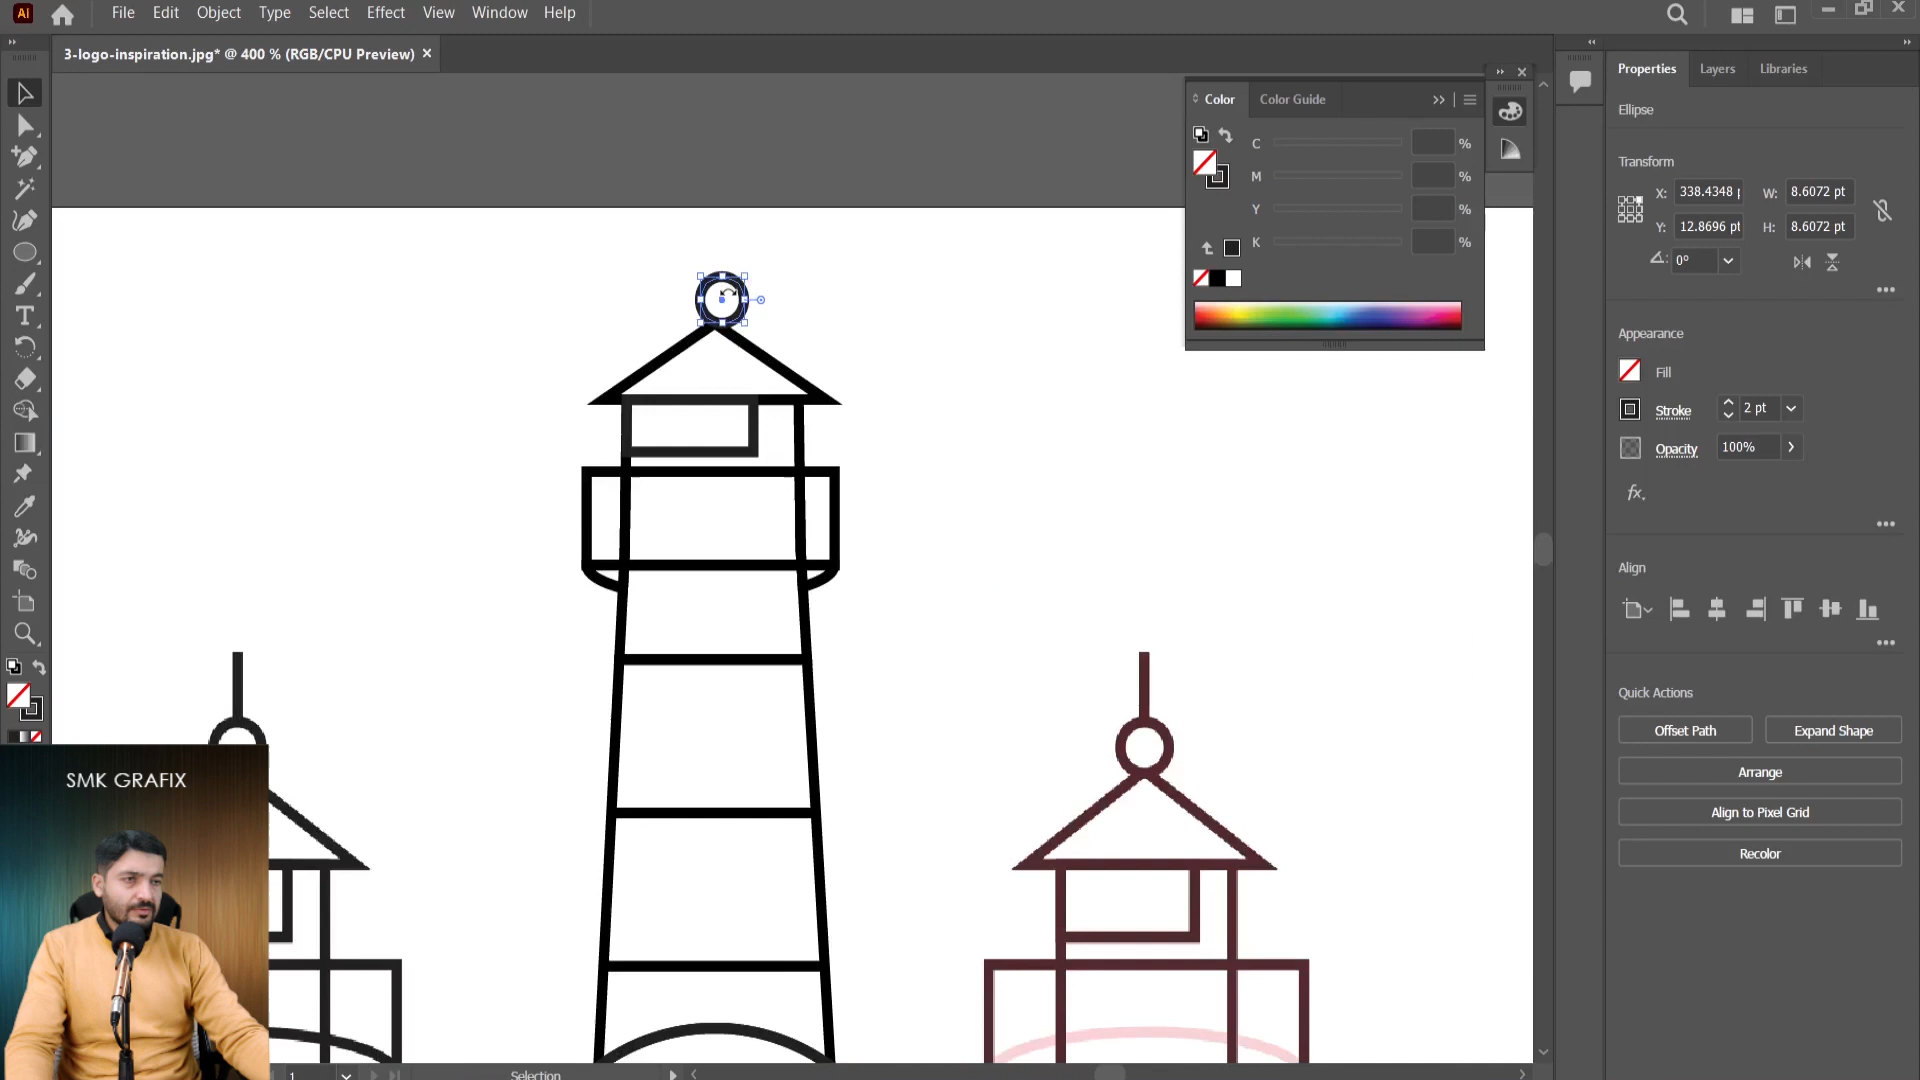 Ai File Edit Object Type Select Effect View Window Help
3-logo-inspiration.jpg* @ 400 % (RGB/CPU Preview) ×
Color Color Guide
C %
M %
Y %
K %
Properties Layers Libraries
Ellipse
Transform
X: 338.4348 W: 8.6072 pt
Y: 12.8696 pt H: 8.6072 pt
0°
Appearance
Fill
Stroke 2 pt
Opacity 100%
fx.
Align
Quick Actions
Offset Path Expand Shape
Arrange
Align to Pixel Grid
Recolor
SMK GRAFIX
1 Selection